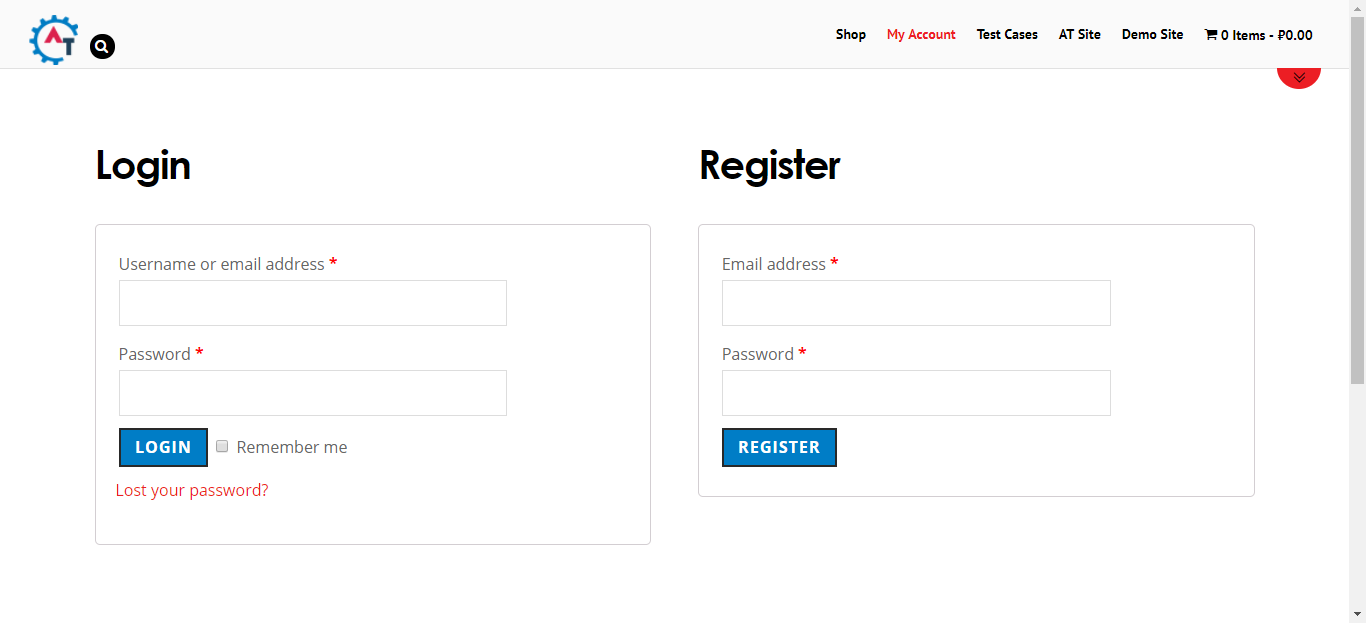 AT
Shop
My Account
Test Cases
AT Site
Demo Site
0 Items - ₽0.00
Login
Username or email address *
Password *
LOGIN
Remember me
Lost your password?
Register
Email address *
Password *
REGISTER